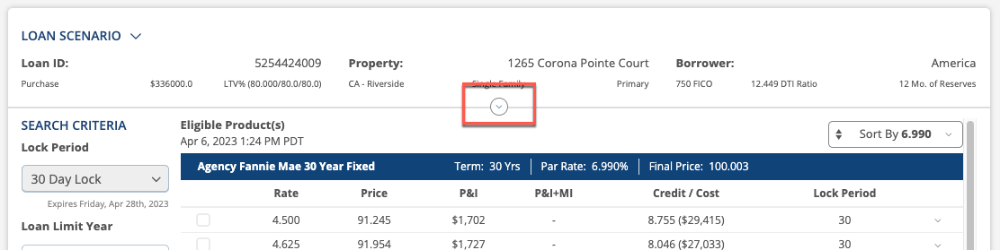 LOAN SCENARIO
Loan ID: 5254424009 Property: 1265 Corona Pointe Court Borrower: America
Purchase $336000.0 LTV% (80.000/80.0/80.0) CA - Riverside Single Family Primary 750 FICO 12.449 DTI Ratio 12 Mo. of Reserves
SEARCH CRITERIA
Lock Period
30 Day Lock
Expires Friday, Apr 28th, 2023
Loan Limit Year
Eligible Product(s)
Apr 6, 2023 1:24 PM PDT
Sort By 6.990
Agency Fannie Mae 30 Year Fixed Term: 30 Yrs Par Rate: 6.990% Final Price: 100.003
Rate Price P&I P&I+MI Credit / Cost Lock Period
4.500 91.245 $1,702 - 8.755 ($29,415) 30
4.625 91.954 $1,727 - 8.046 ($27,033) 30